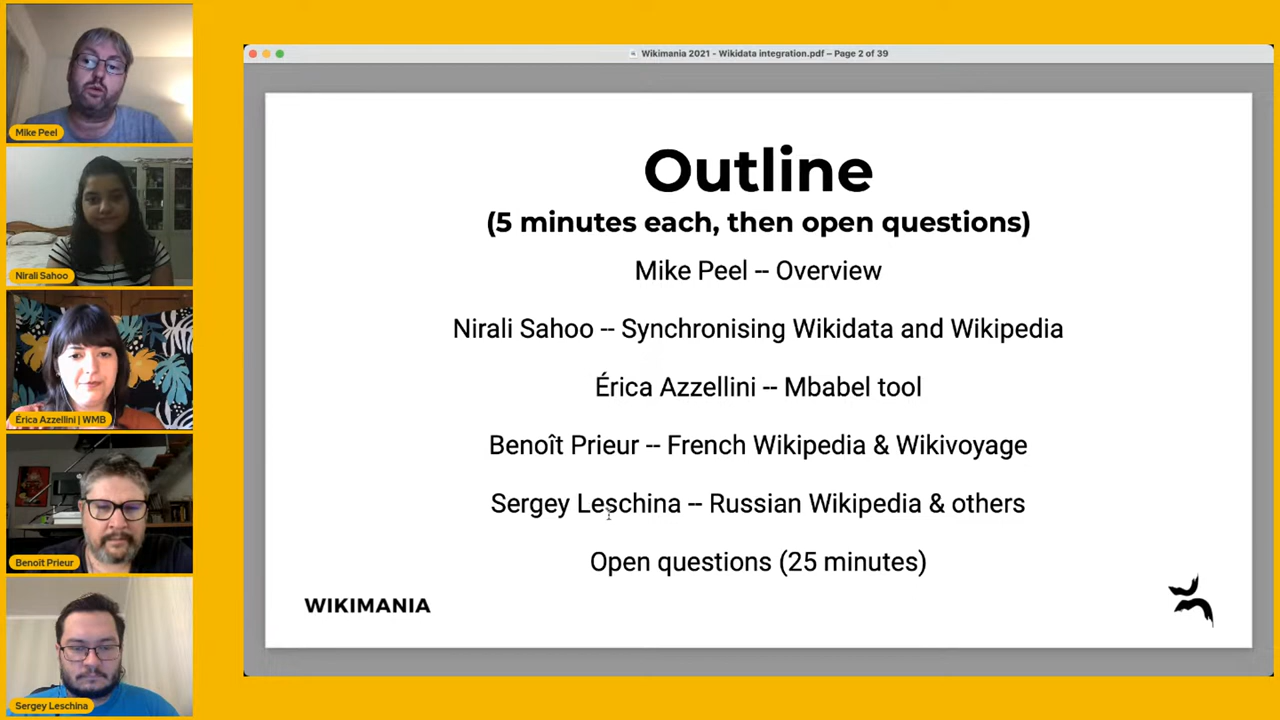 Mike Peel
Nirali Sahoo
Érica Azzellini | WMB
Benoît Prieur
Sergey Leschina
Wikimania 2021 - Wikidata integration.pdf – Page 2 of 39
Outline
(5 minutes each, then open questions)
Mike Peel -- Overview
Nirali Sahoo -- Synchronising Wikidata and Wikipedia
Érica Azzellini -- Mbabel tool
Benoît Prieur -- French Wikipedia & Wikivoyage
Sergey Leschina -- Russian Wikipedia & others
Open questions (25 minutes)
WIKIMANIA